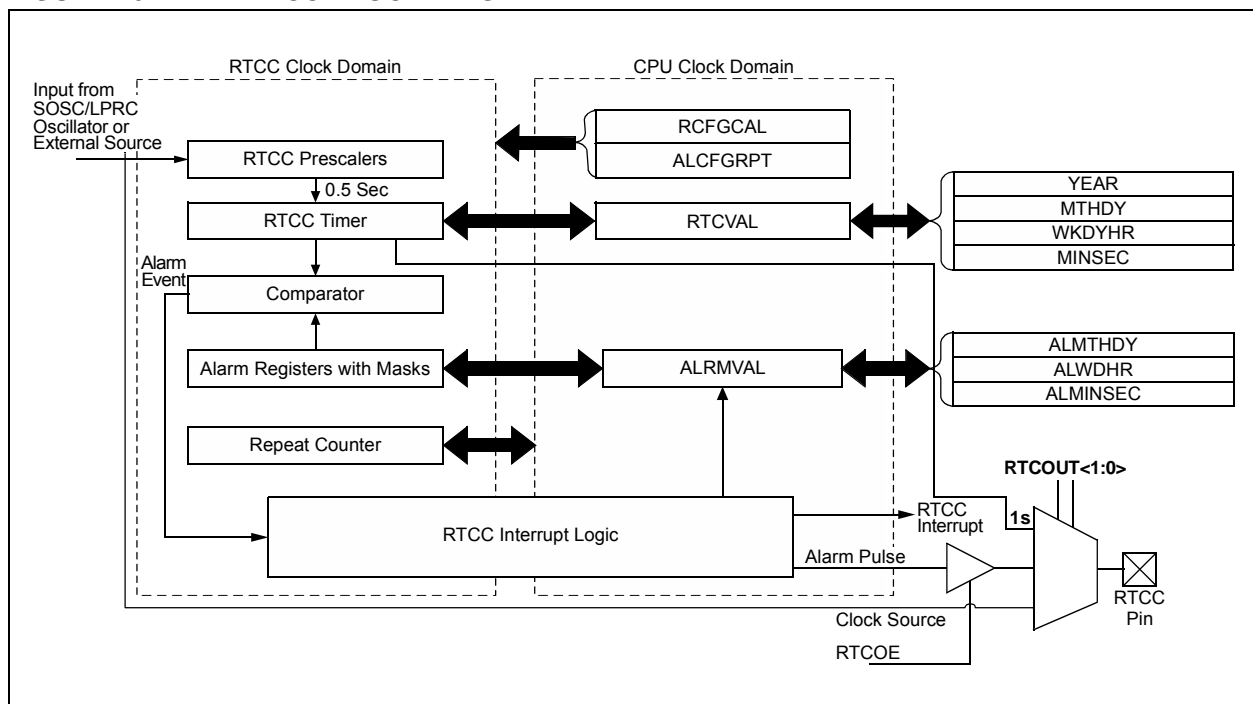 RTCC Clock Domain
CPU Clock Domain
Input from
SOSC/LPRC
Oscillator or
External Source
RCFGCAL
ALCFGRPT
RTCC Prescalers
0.5 Sec
RTCC Timer
RTCVAL
YEAR
MTHDY
WKDYHR
MINSEC
Alarm
Event
Comparator
Alarm Registers with Masks
ALRMVAL
ALMTHDY
ALWDHR
ALMINSEC
Repeat Counter
RTCOUT<1:0>
RTCC Interrupt Logic
RTCC
Interrupt
1s
Alarm Pulse
RTCC
Pin
Clock Source
RTCOE